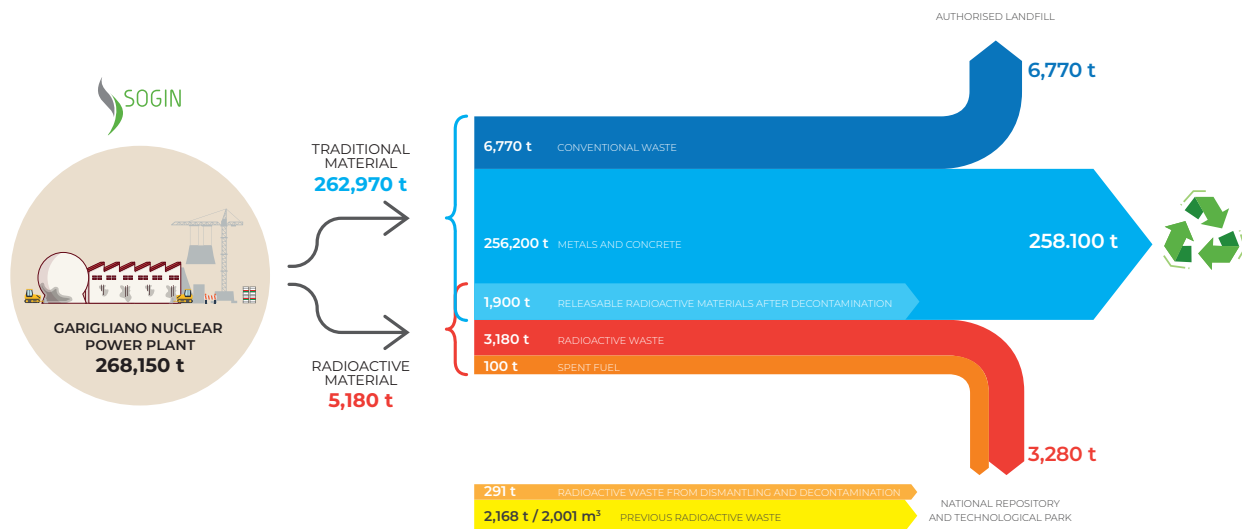 AUTHORISED LANDFILL
6,770 t
SOGIN
TRADITIONAL
MATERIAL
262,970 t
6,770 t CONVENTIONAL WASTE
256,200 t METALS AND CONCRETE
258.100 t
1,900 t RELEASABLE RADIOACTIVE MATERIALS AFTER DECONTAMINATION
GARIGLIANO NUCLEAR
POWER PLANT
268,150 t
3,180 t RADIOACTIVE WASTE
100 t SPENT FUEL
RADIOACTIVE
MATERIAL
5,180 t
3,280 t
291 t RADIOACTIVE WASTE FROM DISMANTLING AND DECONTAMINATION
2,168 t / 2,001 m³ PREVIOUS RADIOACTIVE WASTE
NATIONAL REPOSITORY
AND TECHNOLOGICAL PARK